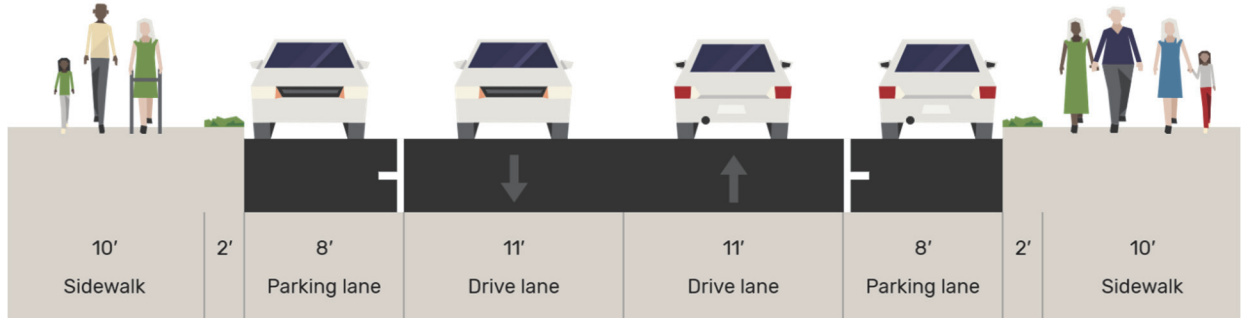 10′
2′
8′
11′
11′
8′
2′
10′
Sidewalk
Parking lane
Drive lane
Drive lane
Parking lane
Sidewalk